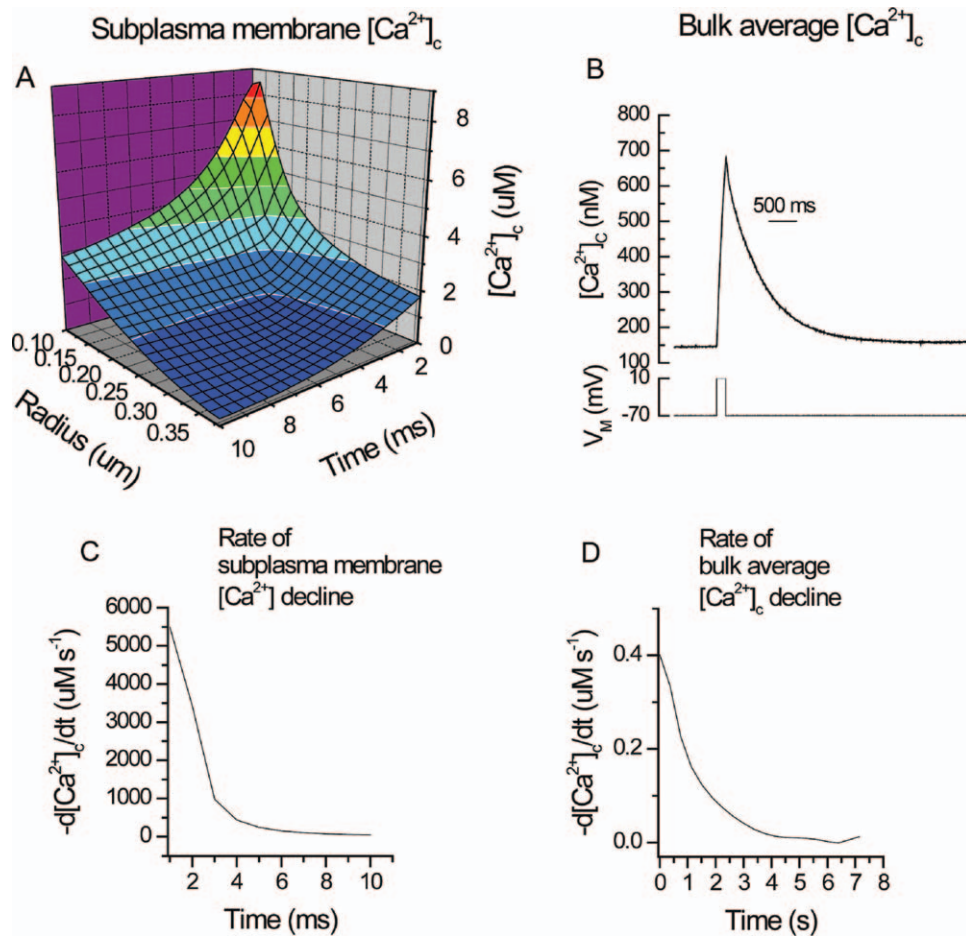 Subplasma membrane [Ca²⁺]c
Bulk average [Ca²⁺]c
A
8
6
4
2
0
[Ca²⁺]c (uM)
0.10
0.15
0.20
0.25
0.30
0.35
Radius (um)
10
8
6
4
2
Time (ms)
B
800
700
600
500
400
300
200
100
[Ca²⁺]C (nM)
500 ms
10
-70
VM (mV)
C
Rate of
subplasma membrane
[Ca²⁺] decline
6000
5000
4000
3000
2000
1000
0
-d[Ca²⁺]c/dt (uM s⁻¹)
2 4 6 8 10
Time (ms)
D
Rate of
bulk average
[Ca²⁺]c decline
0.4
0.2
0.0
-d[Ca²⁺]c/dt (uM s⁻¹)
0 1 2 3 4 5 6 7 8
Time (s)